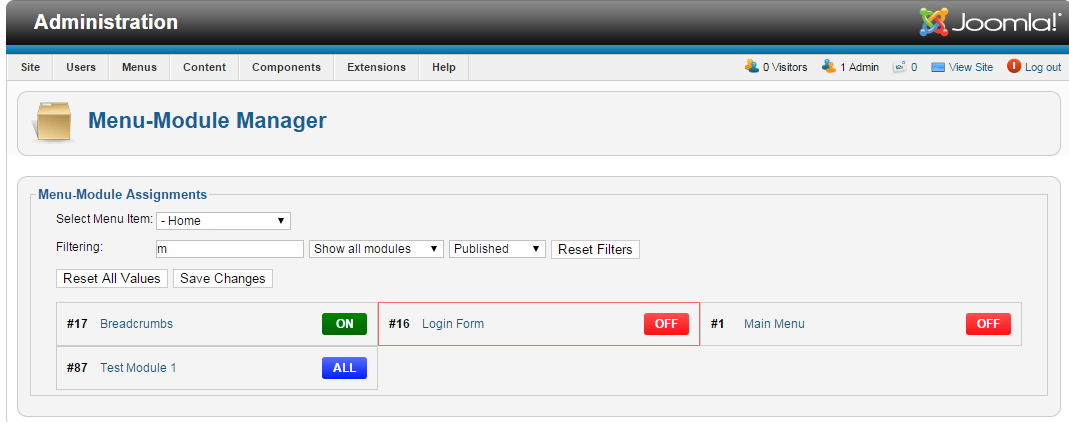 Administration Joomla!
Site Users Menus Content Components Extensions Help 0 Visitors 1 Admin 0 View Site Log out
Menu-Module Manager
Menu-Module Assignments
Select Menu Item: - Home
Filtering: m Show all modules Published Reset Filters
Reset All Values Save Changes
#17 Breadcrumbs ON #16 Login Form OFF #1 Main Menu OFF
#87 Test Module 1 ALL